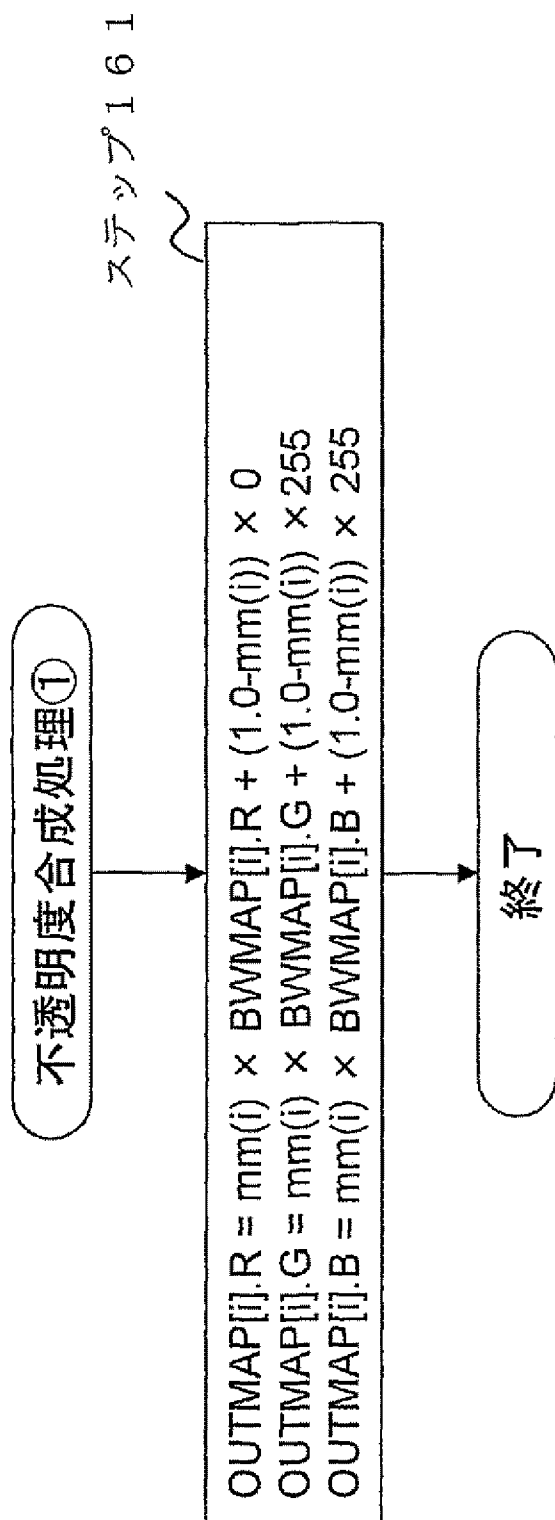 不透明度合成処理①
ステップ161
OUTMAP[i].R = mm(i) × BWMAP[i].R + (1.0-mm(i)) × 0
OUTMAP[i].G = mm(i) × BWMAP[i].G + (1.0-mm(i)) ×255
OUTMAP[i].B = mm(i) × BWMAP[i].B + (1.0-mm(i)) × 255
終了